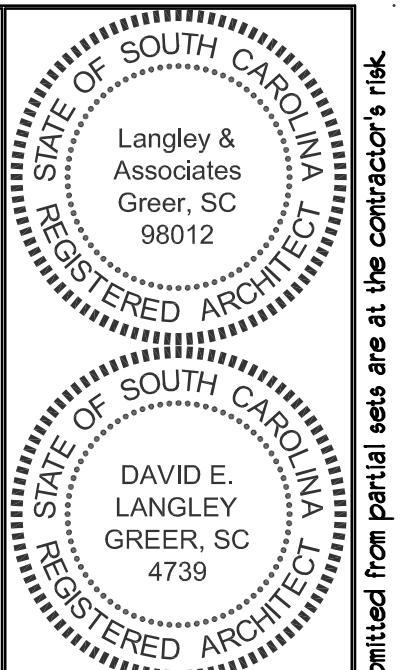 STATE OF SOUTH CAROLINA
Langley &
Associates
Greer, SC
98012
REGISTERED ARCHITECT
STATE OF SOUTH CAROLINA
DAVID E.
LANGLEY
GREER, SC
4739
REGISTERED ARCHITECT
from partial sets are at the contractor's risk.